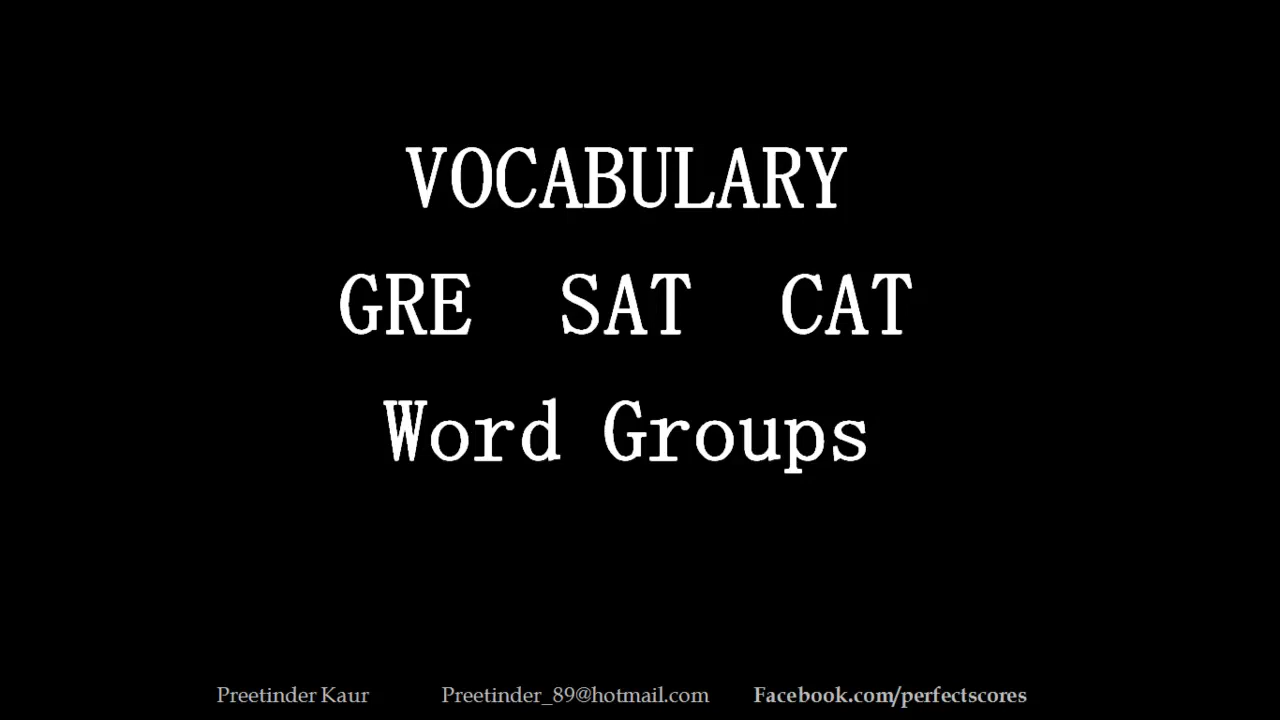 VOCABULARY
GRE SAT CAT
Word Groups
Preetinder Kaur Preetinder_89@hotmail.com Facebook.com/perfectscores